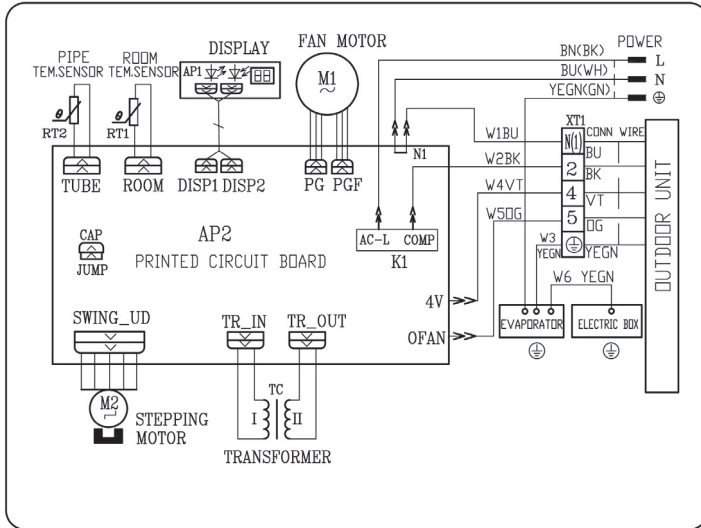 PIPE
TEM.SENSOR
ROOM
TEM.SENSOR
DISPLAY
FAN MOTOR
AP1
M1
RT2
RT1
TUBE
ROOM
DISP1
DISP2
PG
PGF
N1
BN(BK)
BU(WH)
YEGN(GN)
POWER
L
N
XT1
W1BU
N(1)
CONN WIRE
BU
W2BK
2
BK
W4VT
4
VT
W5OG
5
OG
W3
YEGN
YEGN
W6 YEGN
OUTDOOR UNIT
EVAPORATOR
ELECTRIC BOX
CAP
JUMP
AP2
PRINTED CIRCUIT BOARD
AC-L
COMP
K1
4V
OFAN
SWING_UD
TR_IN
TR_OUT
M2
STEPPING
MOTOR
TC
I
II
TRANSFORMER